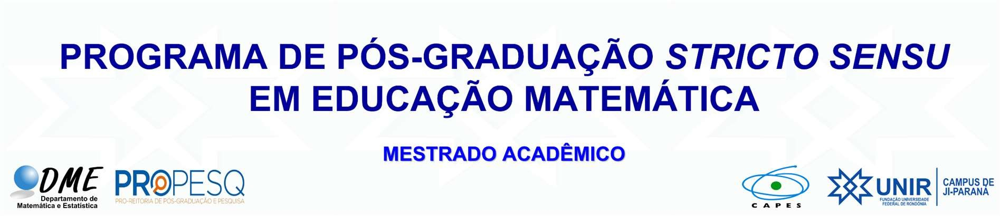 PROGRAMA DE PÓS-GRADUAÇÃO STRICTO SENSU
EM EDUCAÇÃO MATEMÁTICA
MESTRADO ACADÊMICO
DME
Departamento de
Matemática e Estatística
PROPESQ
PRO-REITORIA DE PÓS-GRADUAÇÃO E PESQUISA
CAPES
UNIR
FUNDAÇÃO UNIVERSIDADE
FEDERAL DE RONDÔNIA
CAMPUS DE
JI-PARANÁ